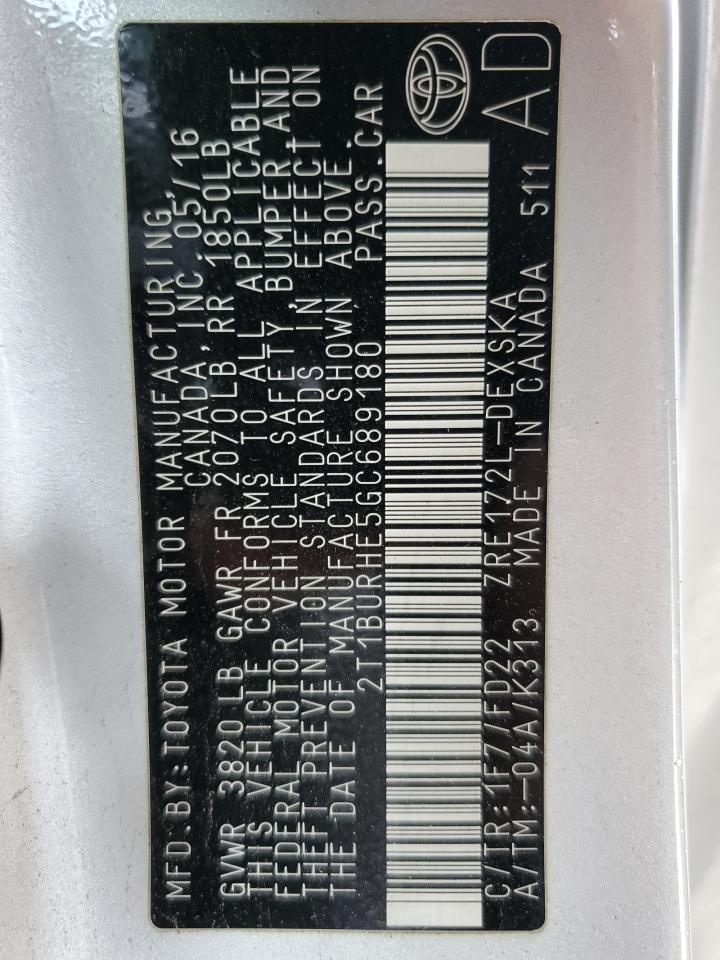 MFD.BY:TOYOTA MOTOR MANUFACTURING,
CANADA, INC. 05/16
GVWR 3820 LB GAWR FR 2070LB RR 1850LB
THIS VEHICLE CONFORMS TO ALL APPLICABLE
FEDERAL MOTOR VEHICLE SAFETY, BUMPER AND
THEFT PREVENTION STANDARDS IN EFFECT ON
THE DATE OF MANUFACTURE SHOWN ABOVE.
2T1BURHE5GC689180 PASS.CAR
C/TR:1F7/FD22 ZRE172L-DEXSKA
A/TM:-04A/K313 MADE IN CANADA 511 AD